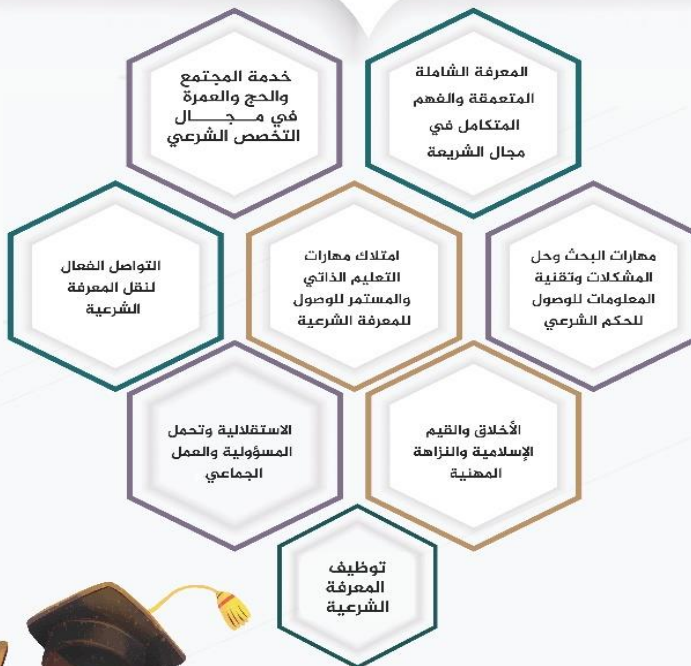 المعرفة الشاملة
المتعمقة والفهم
المتكامل في
مجال الشريعة
خدمة المجتمع
والحج والعمرة
في مجال
التخصص الشرعي
مهارات البحث وحل
المشكلات وتقنية
المعلومات للوصول
للحكم الشرعي
امتلاك مهارات
التعليم الذاتي
والمستمر للوصول
للمعرفة الشرعية
التواصل الفعال
لنقل المعرفة
الشرعية
الأخلاق والقيم
الإسلامية والنزاهة
المهنية
الاستقلالية وتحمل
المسؤولية والعمل
الجماعي
توظيف
المعرفة
الشرعية